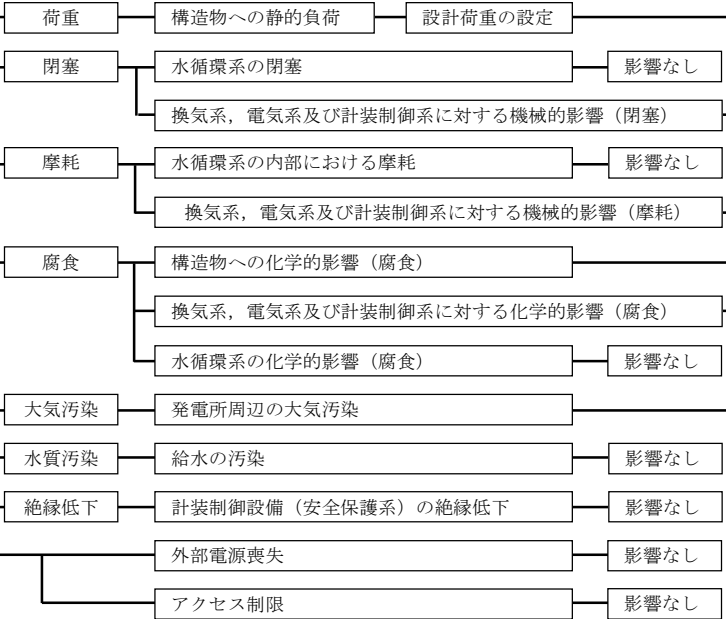 荷重 構造物への静的負荷 設計荷重の設定
閉塞 水循環系の閉塞 影響なし
換気系，電気系及び計装制御系に対する機械的影響（閉塞）
摩耗 水循環系の内部における摩耗 影響なし
換気系，電気系及び計装制御系に対する機械的影響（摩耗）
腐食 構造物への化学的影響（腐食）
換気系，電気系及び計装制御系に対する化学的影響（腐食）
水循環系の化学的影響（腐食） 影響なし
大気汚染 発電所周辺の大気汚染
水質汚染 給水の汚染 影響なし
絶縁低下 計装制御設備（安全保護系）の絶縁低下 影響なし
外部電源喪失 影響なし
アクセス制限 影響なし